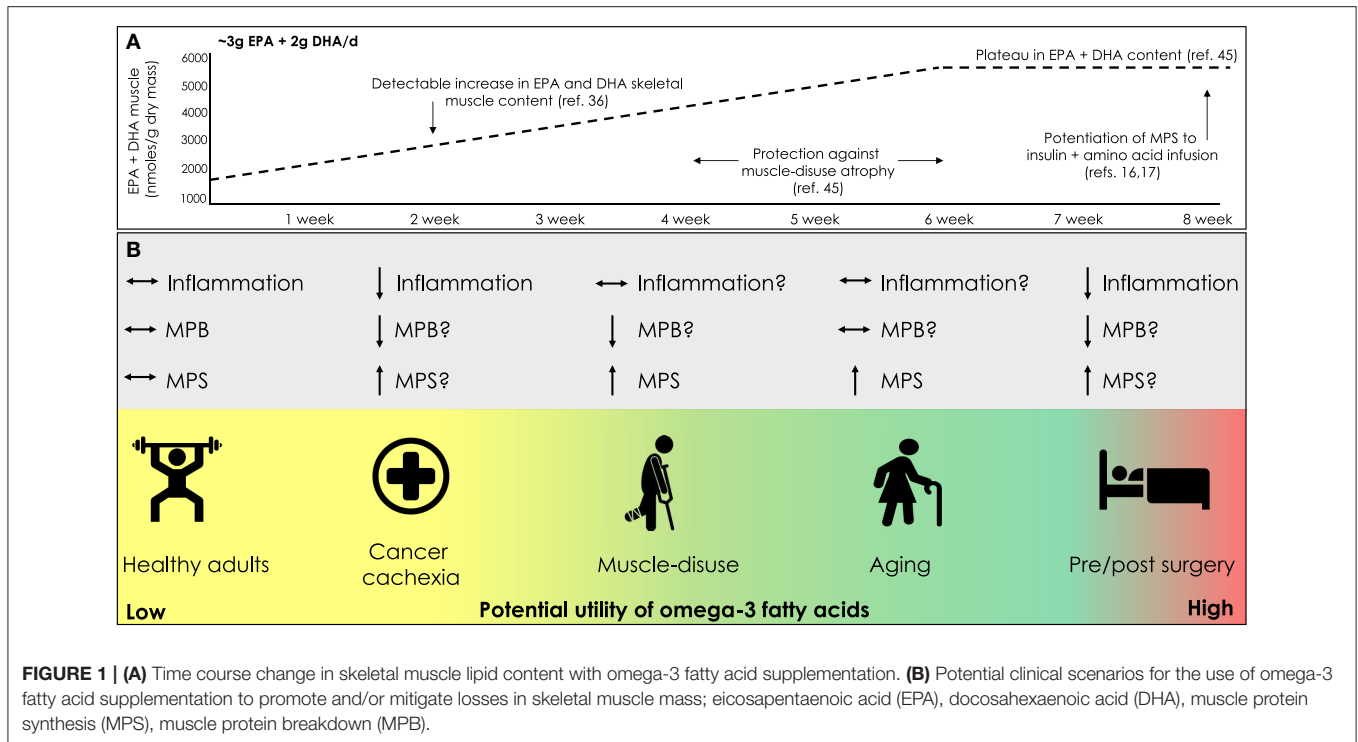 A
~3g EPA + 2g DHA/d
EPA + DHA muscle
(nmoles/g dry mass)
6000
5000
4000
3000
2000
1000
Detectable increase in EPA and DHA sketetal
muscle content (ref. 36)
Plateau in EPA + DHA content (ref. 45)
Protection against
muscle-disuse atrophy
(ref. 45)
Potentiation of MPS to
insulin + amino acid infusion
(refs. 16,17)
1 week 2 week 3 week 4 week 5 week 6 week 7 week 8 week
B
↔ Inflammation ↓ Inflammation ↔ Inflammation? ↔ Inflammation? ↓ Inflammation
↔ MPB ↓ MPB? ↓ MPB? ↔ MPB? ↓ MPB?
↔ MPS ↑ MPS? ↑ MPS ↑ MPS ↑ MPS?
Healthy adults
Cancer
cachexia
Muscle-disuse
Aging
Pre/post surgery
Low Potential utility of omega-3 fatty acids High
FIGURE 1 | (A) Time course change in skeletal muscle lipid content with omega-3 fatty acid supplementation. (B) Potential clinical scenarios for the use of omega-3
fatty acid supplementation to promote and/or mitigate losses in skeletal muscle mass; eicosapentaenoic acid (EPA), docosahexaenoic acid (DHA), muscle protein
synthesis (MPS), muscle protein breakdown (MPB).